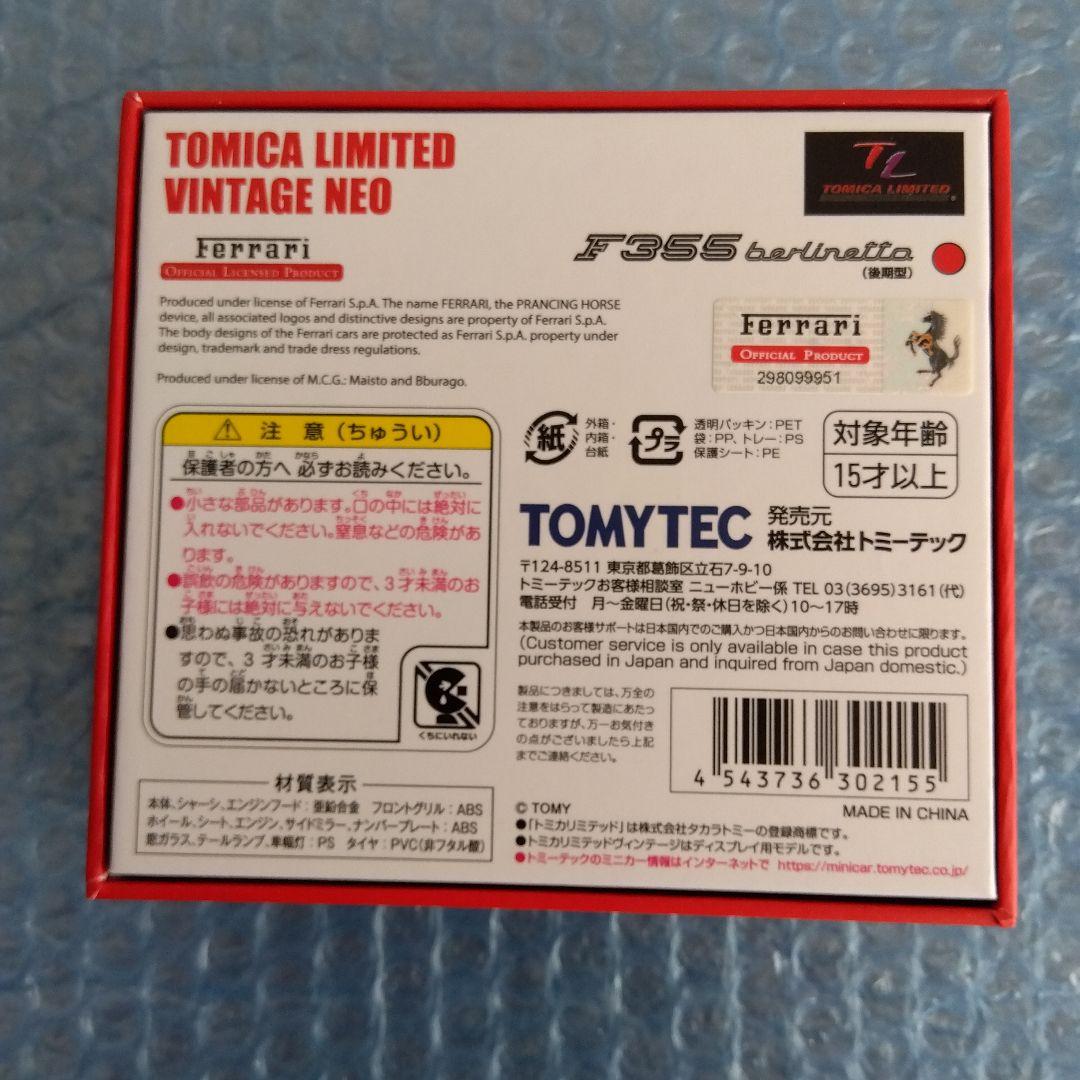 TOMICA LIMITED
VINTAGE NEO
TL
TOMICA LIMITED
Ferrari
OFFICIAL LICENSED PRODUCT
F355 berlinetta
(後期型)
Produced under license of Ferrari S.p.A. The name FERRARI, the PRANCING HORSE
device, all associated logos and distinctive designs are property of Ferrari S.p.A.
The body designs of the Ferrari cars are protected as Ferrari S.p.A. property under
design, trademark and trade dress regulations.
Produced under license of M.C.G.: Maisto and Bburago.
Ferrari
OFFICIAL PRODUCT
298099951
注 意 (ちゅうい)
保護者の方へ 必ずお読みください。
●小さな部品があります。口の中には絶対に
入れないでください。窒息などの危険があ
ります。
●誤飲の危険がありますので、3才未満のお
子様には絶対に与えないでください。
●思わぬ事故の恐れがありま
すので、3才未満のお子様
の手の届かないところに保
管してください。
くちにいれない
紙
外箱・
内箱・
台紙
プラ
透明パッキン:PET
袋:PP、トレー:PS
保護シート:PE
対象年齢
15才以上
TOMYTEC
発売元
株式会社トミーテック
〒124-8511 東京都葛飾区立石7-9-10
トミーテックお客様相談室 ニューホビー係 TEL 03(3695)3161(代)
電話受付 月〜金曜日(祝・祭・休日を除く)10〜17時
本製品のお客様サポートは日本国内でのご購入かつ日本国内からのお問い合わせに限ります。
(Customer service is only available in case this product
purchased in Japan and inquired from Japan domestic.)
製品につきましては、万全の
注意をはらって製造にあたっ
ておりますが、万一お気付き
の点がございましたら上記
までご連絡ください。
4 543736 302155
MADE IN CHINA
材質表示
本体、シャーシ、エンジンフード:亜鉛合金 フロントグリル:ABS
ホイール、シート、エンジン、サイドミラー、ナンバープレート:ABS
窓ガラス、テールランプ、車幅灯:PS タイヤ:PVC(非フタル酸)
© TOMY
●「トミカリミテッド」は株式会社タカラトミーの登録商標です。
●トミカリミテッドヴィンテージはディスプレイ用モデルです。
●トミーテックのミニカー情報はインターネットで https://minicar.tomytec.co.jp/